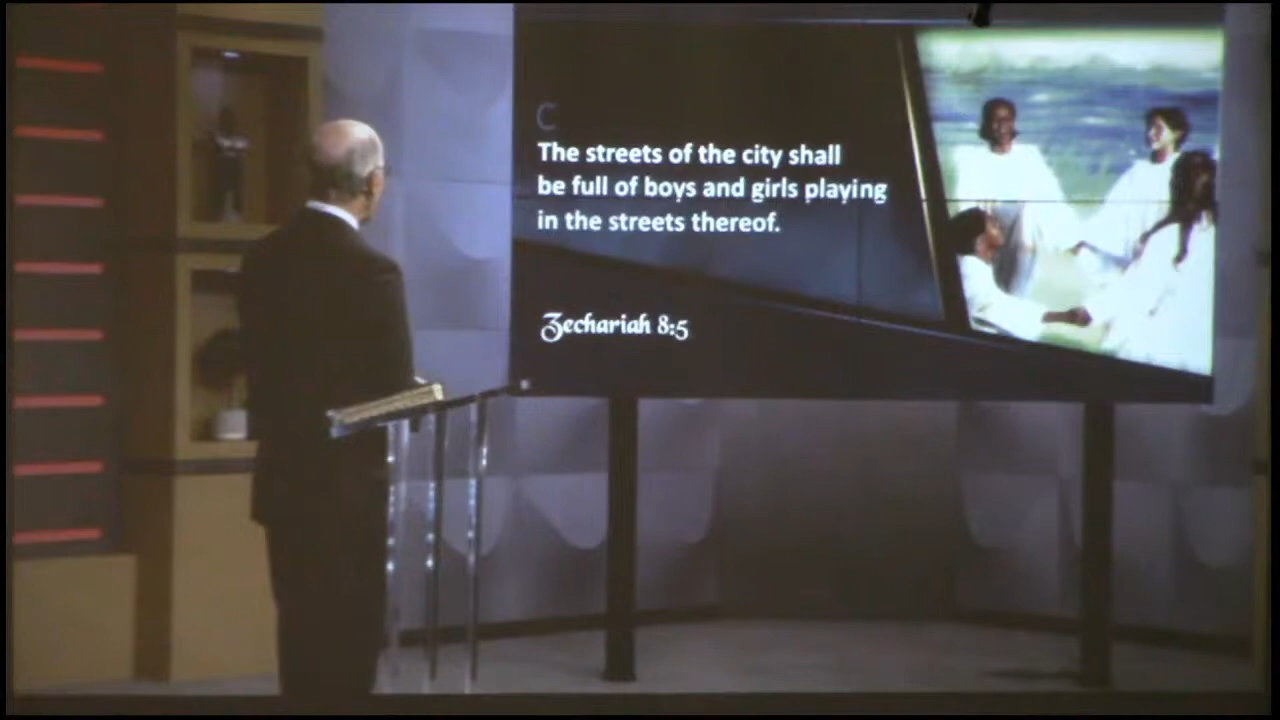 C
The streets of the city shall
be full of boys and girls playing
in the streets thereof.
Zechariah 8:5